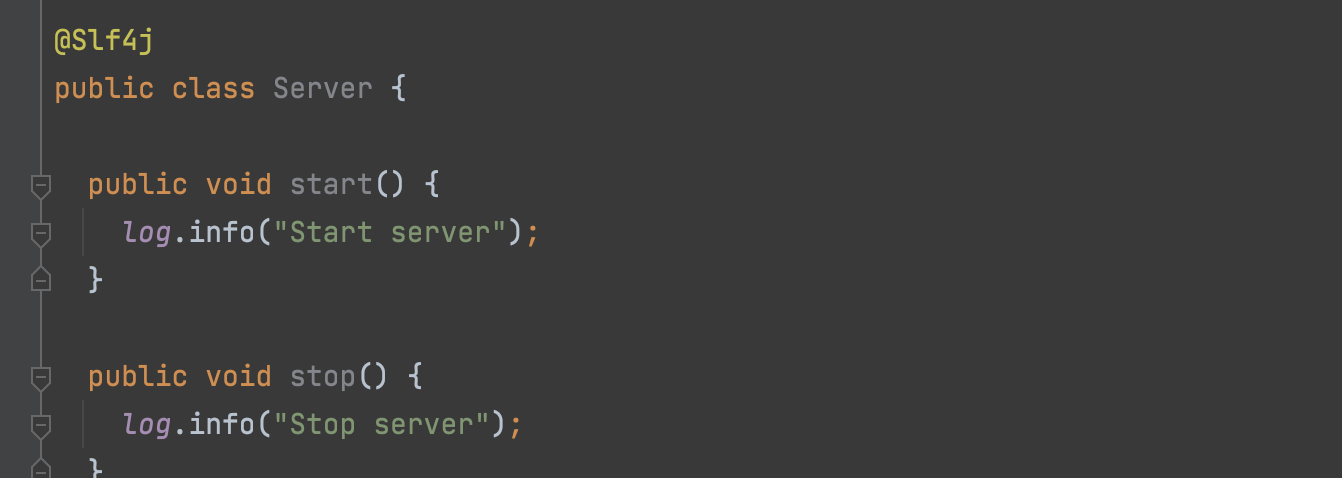 @Slf4j
public class Server {
public void start() {
log.info("Start server");
}
public void stop() {
log.info("Stop server");
}